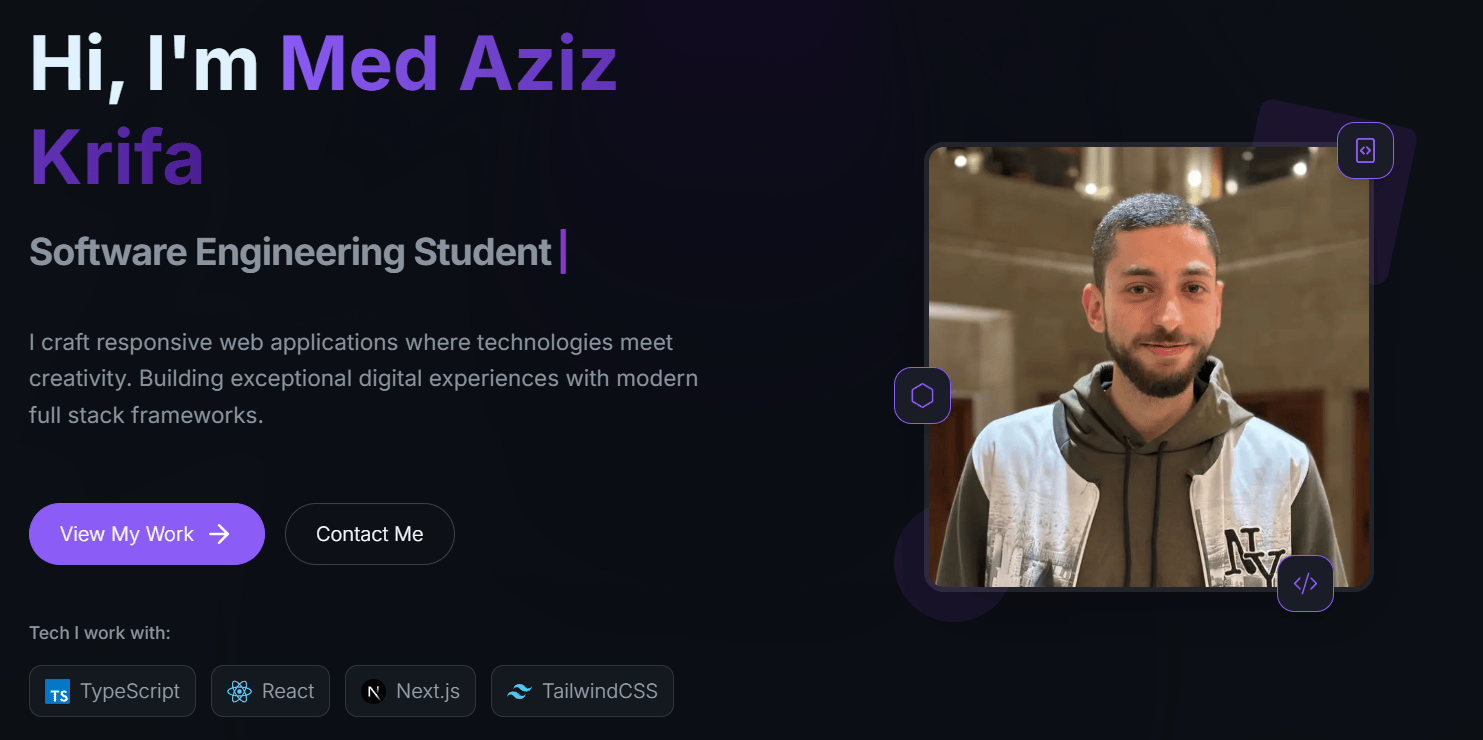 Hi, I'm Med Aziz
Krifa
Software Engineering Student
I craft responsive web applications where technologies meet
creativity. Building exceptional digital experiences with modern
full stack frameworks.
View My Work →
Contact Me
Tech I work with:
TS TypeScript
React
N Next.js
TailwindCSS
NY